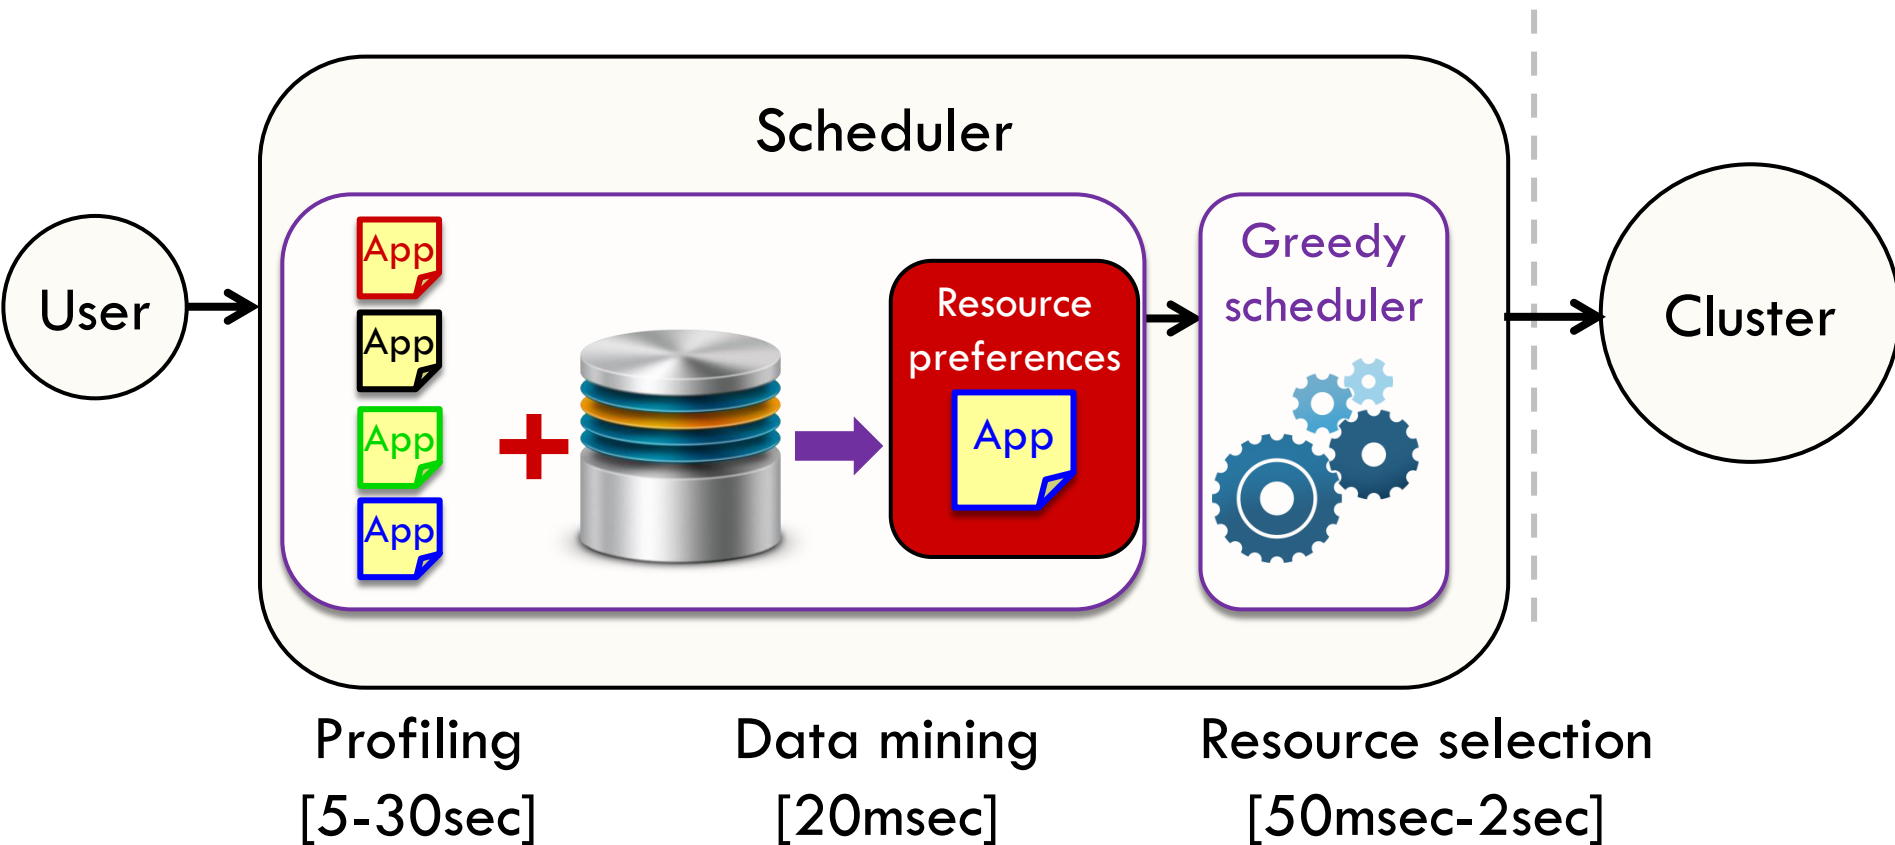 Scheduler
User
App
App
App
App
Resource
preferences
App
Greedy
scheduler
Cluster
Profiling
[5-30sec]
Data mining
[20msec]
Resource selection
[50msec-2sec]